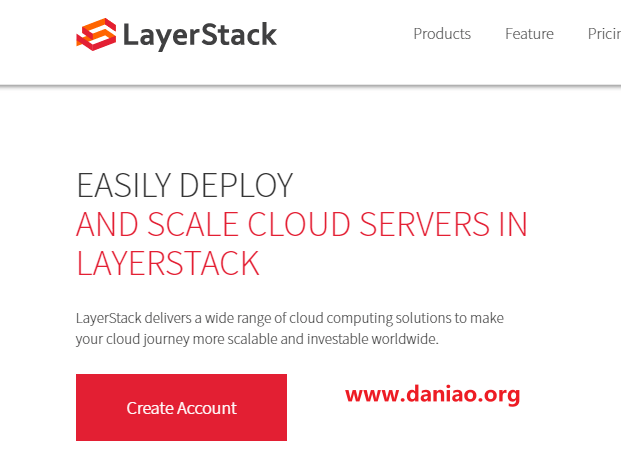 LayerStack
Products Feature
EASILY DEPLOY
AND SCALE CLOUD SERVERS IN
LAYERSTACK
LayerStack delivers a wide range of cloud computing solutions to make
your cloud journey more scalable and investable worldwide.
Create Account
www.daniao.org